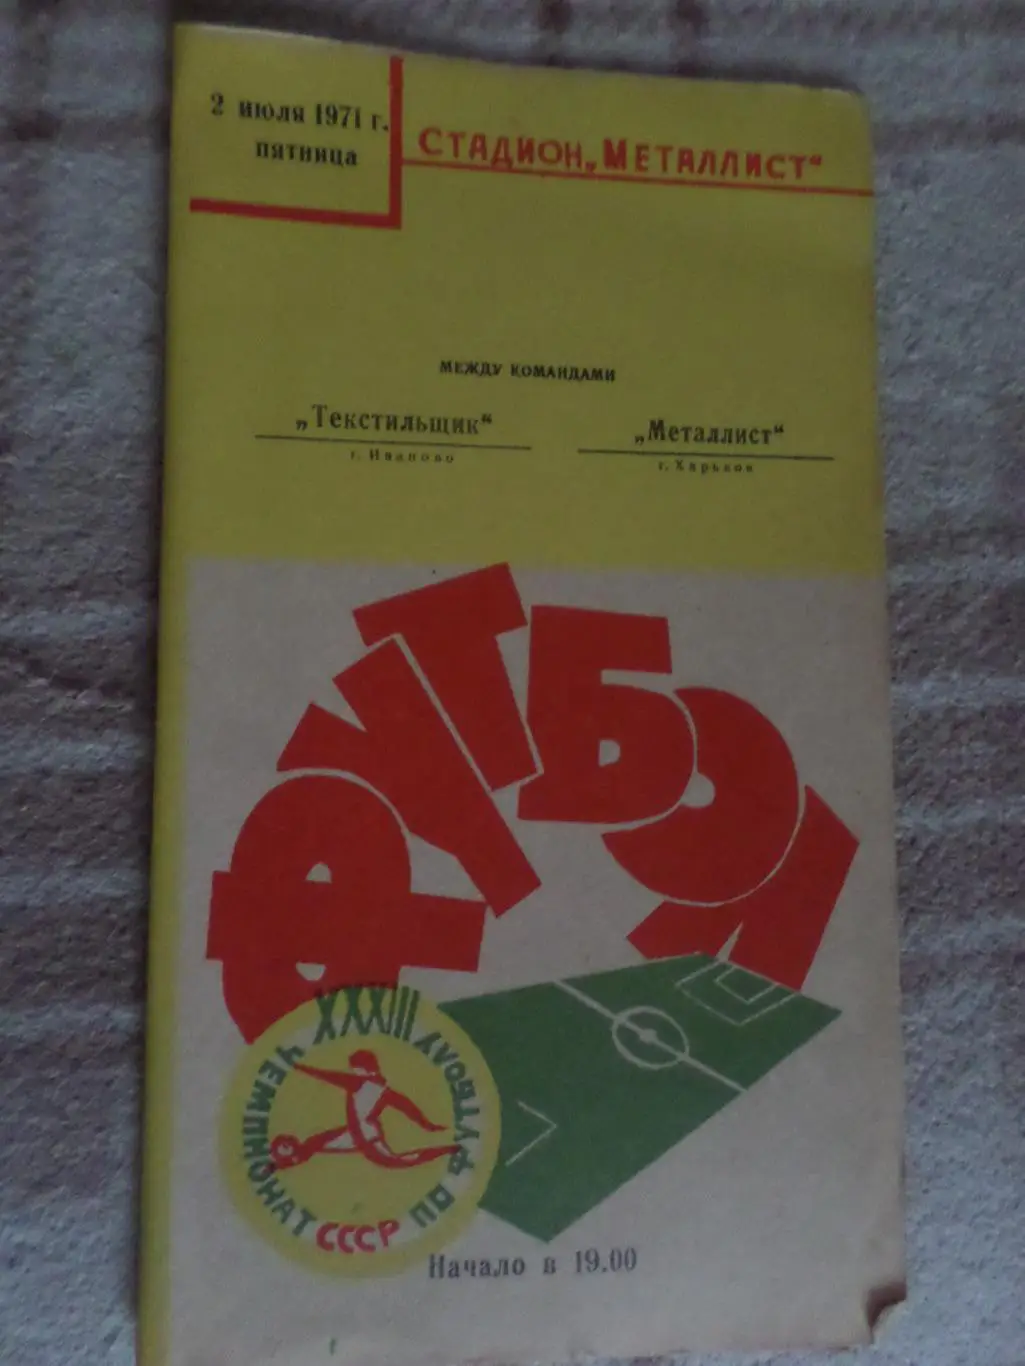 2 июля 1971 г.
пятница
СТАДИОН „МЕТАЛЛИСТ“
МЕЖДУ КОМАНДАМИ
„Текстильщик“
г. Иваново
„Металлист“
г. Харьков
ФУТБОЛ
XXXIII
ЧЕМПИОНАТ СССР ПО ФУТБОЛУ
Начало в 19.00